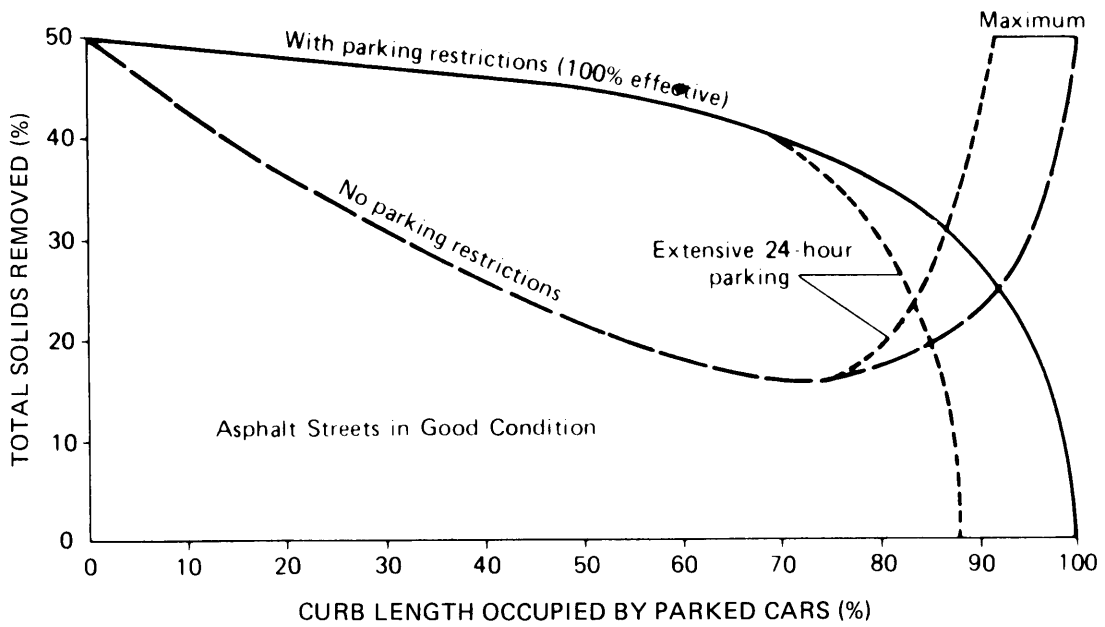 Maximum
50
With parking restrictions (100% effective)
40
No parking restrictions
30
Extensive 24-hour
parking
20
Asphalt Streets in Good Condition
10
0
0 10 20 30 40 50 60 70 80 90 100
TOTAL SOLIDS REMOVED (%)
CURB LENGTH OCCUPIED BY PARKED CARS (%)